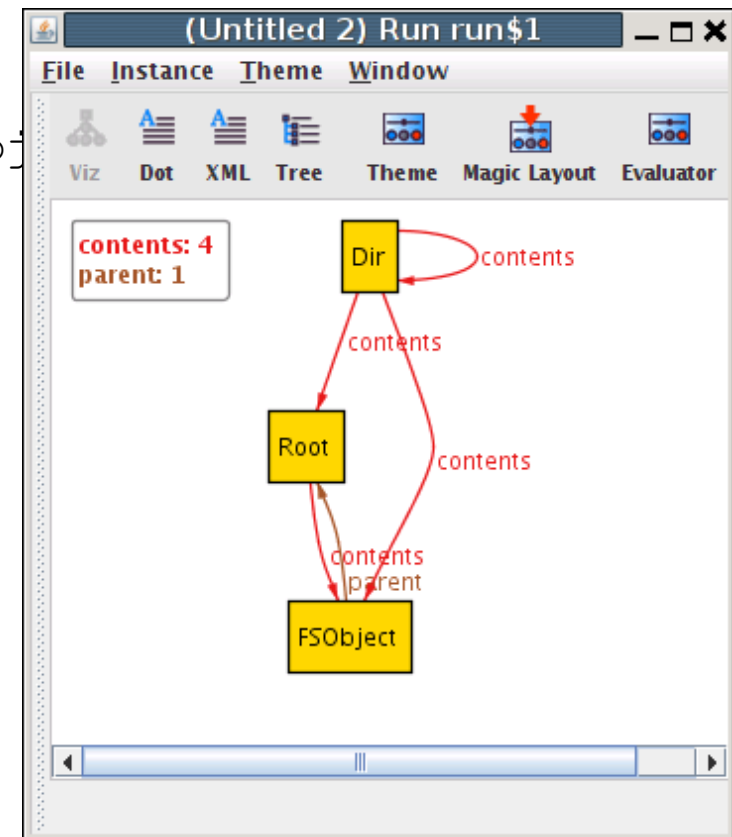 (Untitled 2) Run run$1
File Instance Theme Window
Viz Dot XML Tree Theme Magic Layout Evaluator
contents: 4
parent: 1
Dir
contents
contents
Root
contents
contents
parent
FSObject